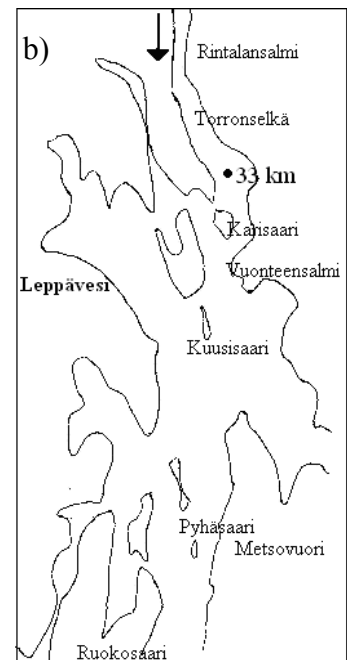 b)
Rintalansalmi
Torronselkä
33 km
Karisaari
Vuonteensalmi
Leppävesi
Kuusisaari
Pyhäsaari
Metsovuori
Ruokosaari